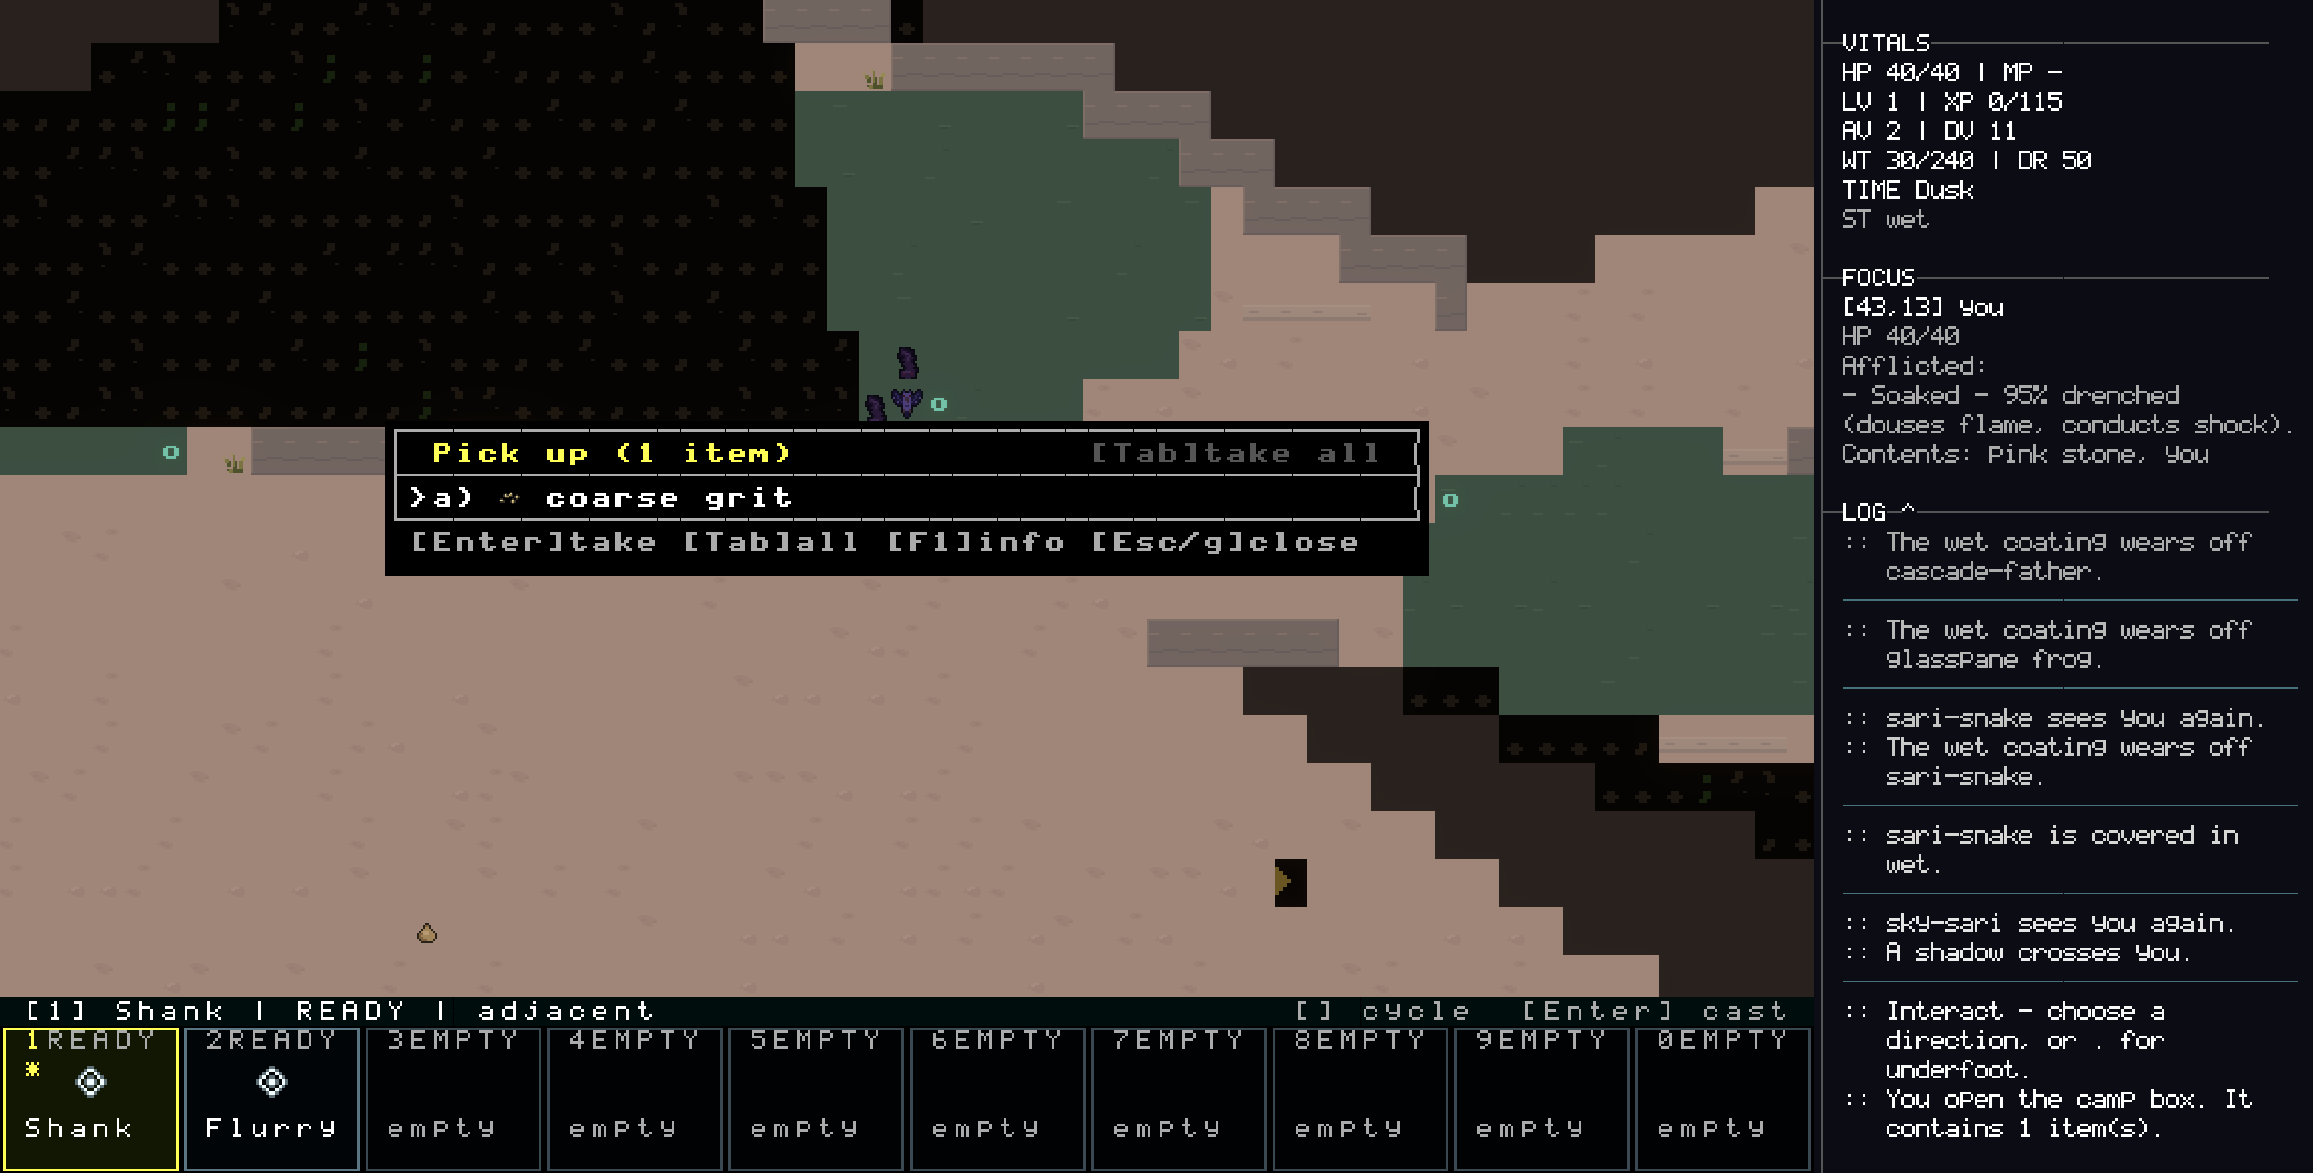 Pick up (1 item) [Tab]take all
>a) coarse grit
[Enter]take [Tab]all [F1]info [Esc/g]close
[1] Shank | READY | adjacent [] cycle [Enter] cast
1READY 2READY 3EMPTY 4EMPTY 5EMPTY 6EMPTY 7EMPTY 8EMPTY 9EMPTY 0EMPTY
*
Shank Flurry empty empty empty empty empty empty empty empty
VITALS
HP 40/40 | MP -
LV 1 | XP 0/115
AV 2 | DV 11
WT 30/240 | DR 50
TIME Dusk
ST wet
FOCUS
[43,13] You
HP 40/40
Afflicted:
- Soaked - 95% drenched
(douses flame, conducts shock).
Contents: Pink stone, You
LOG ^
:: The wet coating wears off
cascade-father.
:: The wet coating wears off
glasspane frog.
:: sari-snake sees you again.
:: The wet coating wears off
sari-snake.
:: sari-snake is covered in
wet.
:: sky-sari sees you again.
:: A shadow crosses you.
:: Interact - choose a
direction, or . for
underfoot.
:: You open the camp box. It
contains 1 item(s).